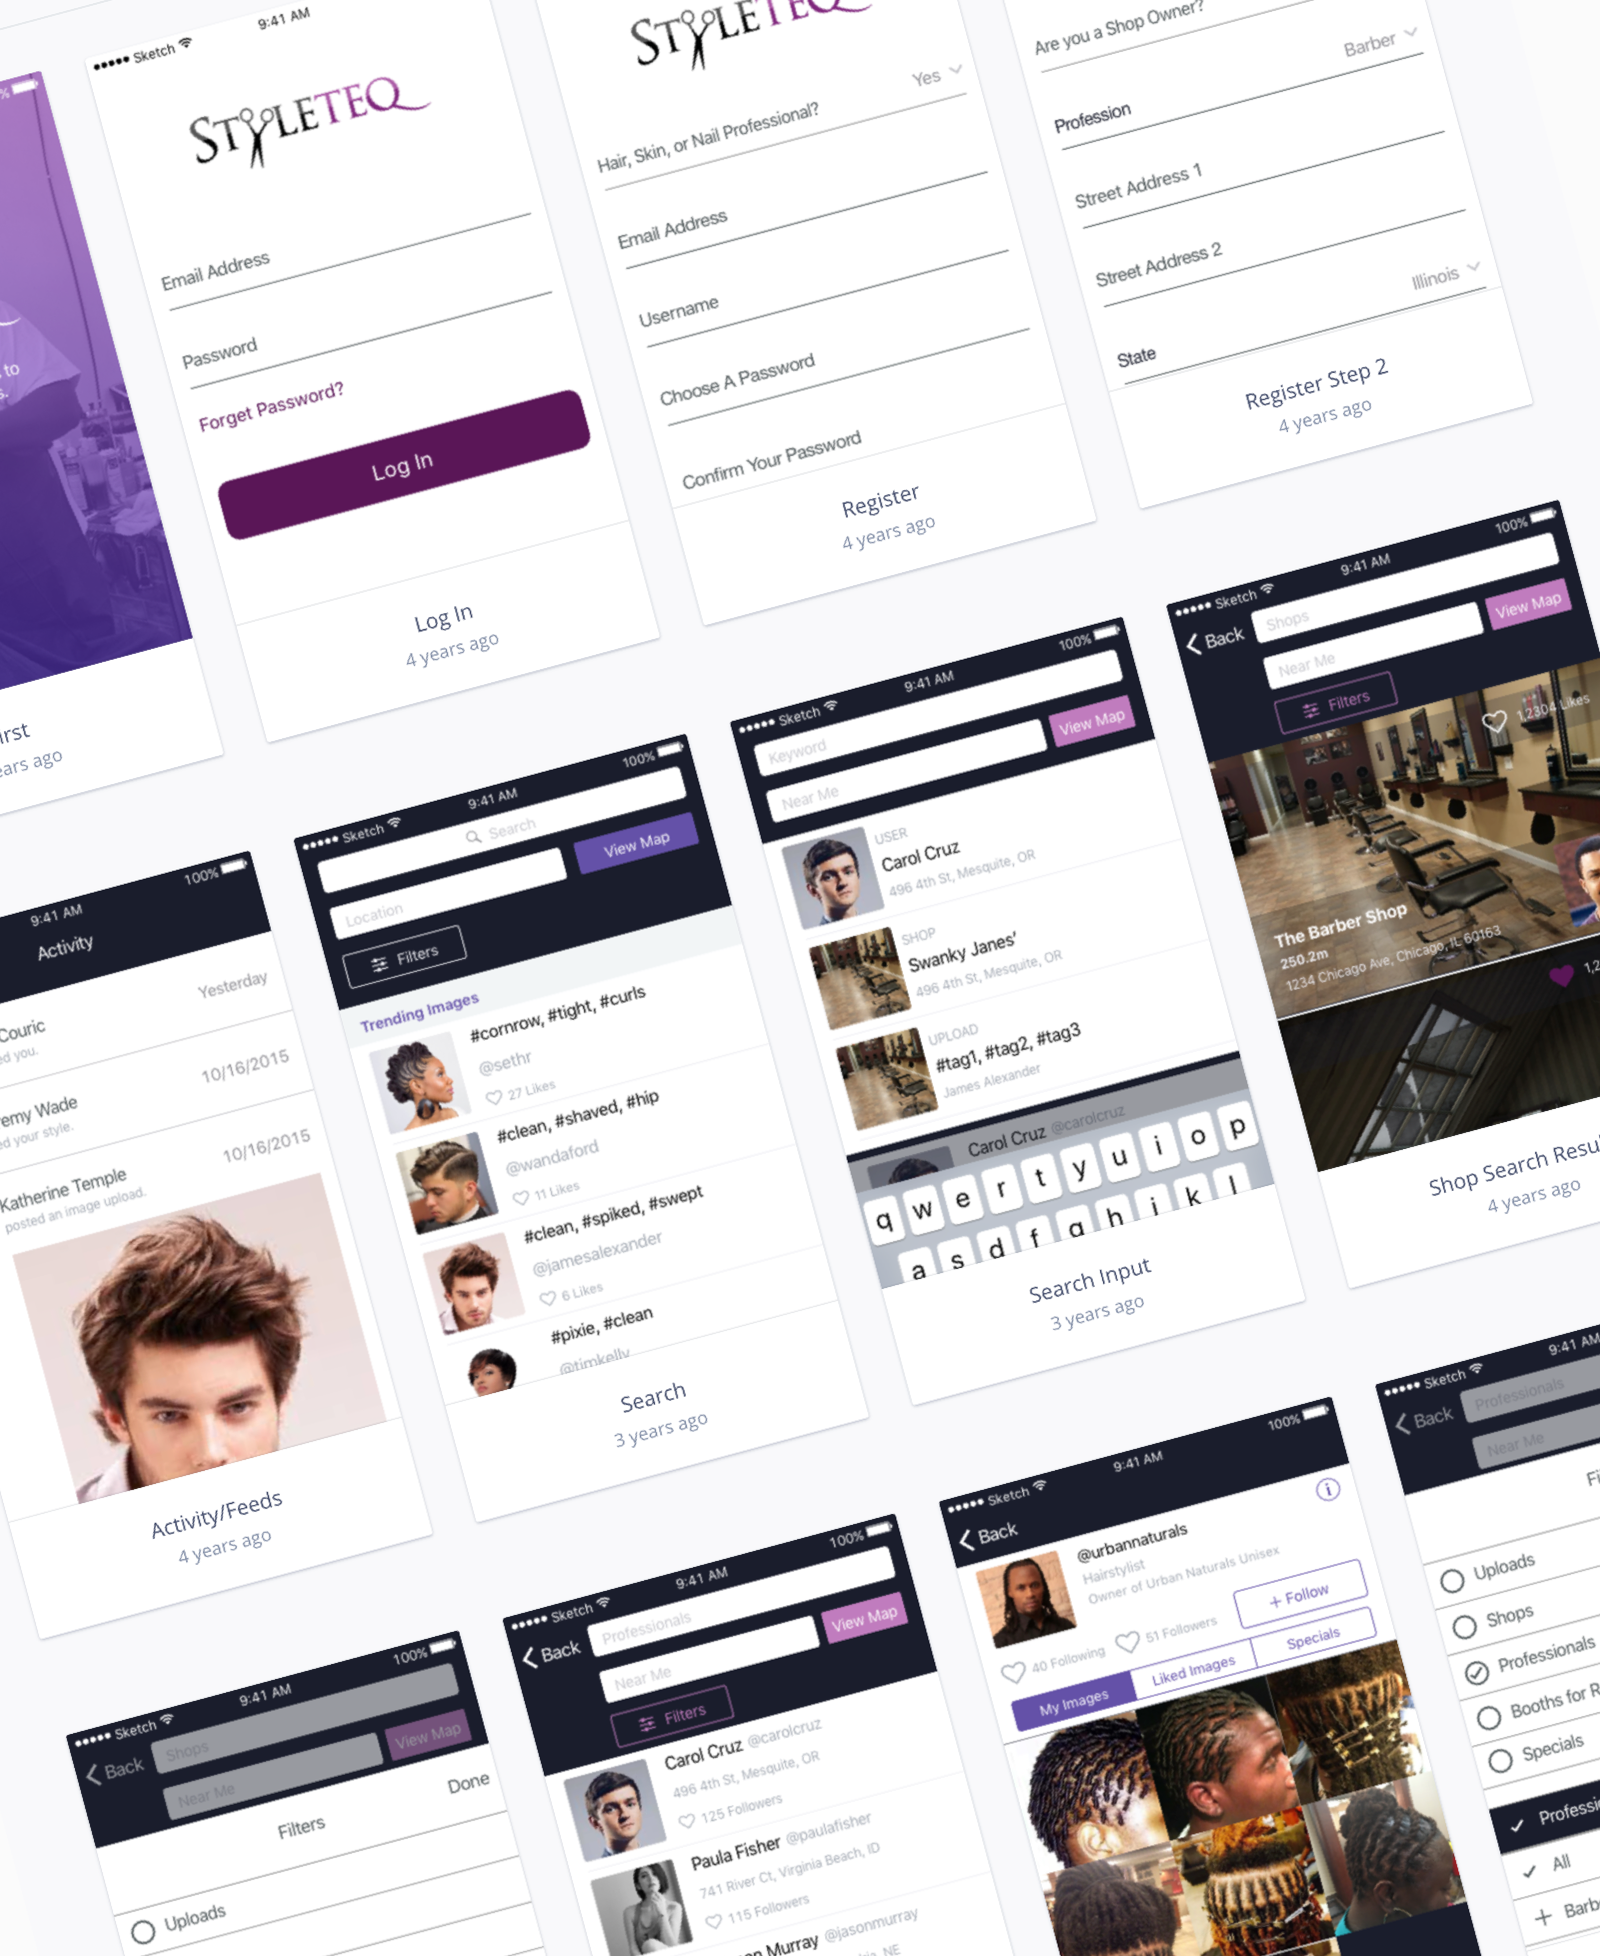 %
to
s.
irst
ears ago
Sketch
9:41 AM
STYLETEQ
Email Address
Password
Forget Password?
Log In
Log In
4 years ago
STYLETEQ
Hair, Skin, or Nail Professional?
Yes
Email Address
Username
Choose A Password
Confirm Your Password
Register
4 years ago
Are you a Shop Owner?
Profession
Barber
Street Address 1
Street Address 2
State
Illinois
Register Step 2
4 years ago
9:41 AM
100%
Activity
Couric
Yesterday
ed you.
emy Wade
10/16/2015
ed your style.
Katherine Temple
10/16/2015
posted an image upload.
Activity/Feeds
4 years ago
Sketch
9:41 AM
100%
Search
Location
View Map
Filters
Trending Images
#cornrow, #tight, #curls
@sethr
27 Likes
#clean, #shaved, #hip
@wandaford
11 Likes
#clean, #spiked, #swept
@jamesalexander
6 Likes
#pixie, #clean
@timkelly
Search
3 years ago
Sketch
9:41 AM
100%
Keyword
Near Me
View Map
USER
Carol Cruz
496 4th St, Mesquite, OR
SHOP
Swanky Janes’
496 4th St, Mesquite, OR
UPLOAD
#tag1, #tag2, #tag3
James Alexander
Carol Cruz @carolcruz
q w e r t y u i o p
a s d f g h j k l
Search Input
3 years ago
Sketch
9:41 AM
100%
Back
Shops
Near Me
View Map
Filters
1,2304 Likes
The Barber Shop
250.2m
1234 Chicago Ave, Chicago, IL 60163
1,2
Shop Search Resu
4 years ago
Sketch
9:41 AM
100%
Back
Shops
Near Me
View Map
Filters
Done
Uploads
Sketch
9:41 AM
100%
Back
Professionals
Near Me
View Map
Filters
Carol Cruz @carolcruz
496 4th St, Mesquite, OR
125 Followers
Paula Fisher @paulafisher
741 River Ct, Virginia Beach, ID
115 Followers
on Murray @jasonmurray
NE
Sketch
9:41 AM
100%
Back
i
@urbannaturals
Hairstylist
Owner of Urban Naturals Unisex
+ Follow
40 Following
51 Followers
My Images
Liked Images
Specials
Sketch
9:41 AM
Back
Professionals
Near Me
Fi
Uploads
Shops
Professionals
Booths for R
Specials
Professi
All
Barb